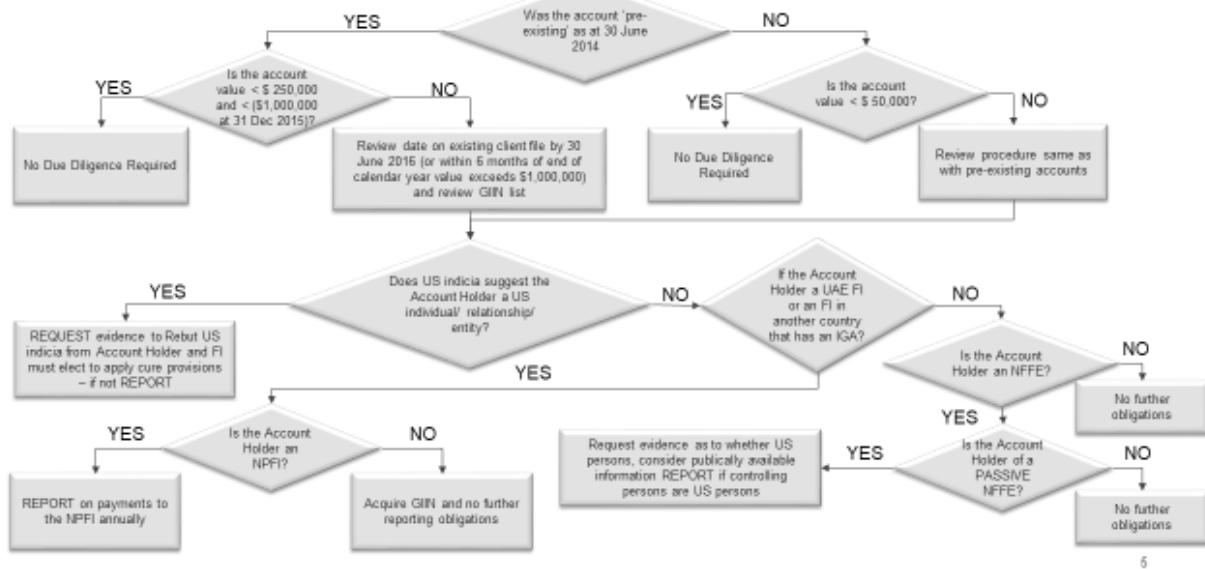 Was the account 'pre-
existing' as at 30 June
2014
YES
NO
Is the account
value < $ 250,000
and < ($1,000,000
at 31 Dec 2015)?
YES
NO
Is the account
value < $ 50,000?
YES
NO
No Due Diligence Required
Review date on existing client file by 30
June 2016 (or within 6 months of end of
calendar year value exceeds $1,000,000)
and review GIIN list
No Due Diligence
Required
Review procedure same as
with pre-existing accounts
Does US indicia suggest the
Account Holder a US
individual/ relationship/
entity?
YES
NO
If the Account
Holder a UAE FI
or an FI in
another country
that has an IGA?
NO
YES
REQUEST evidence to Rebut US
indicia from Account Holder and FI
must elect to apply cure provisions
– if not REPORT
Is the Account
Holder an NFFE?
NO
YES
No further
obligations
Is the Account
Holder an
NPFI?
YES
NO
Request evidence as to whether US
persons, consider publically available
information REPORT if controlling
persons are US persons
YES
Is the Account
Holder of a
PASSIVE
NFFE?
NO
REPORT on payments to
the NPFI annually
Acquire GIIN and no further
reporting obligations
No further
obligations
5